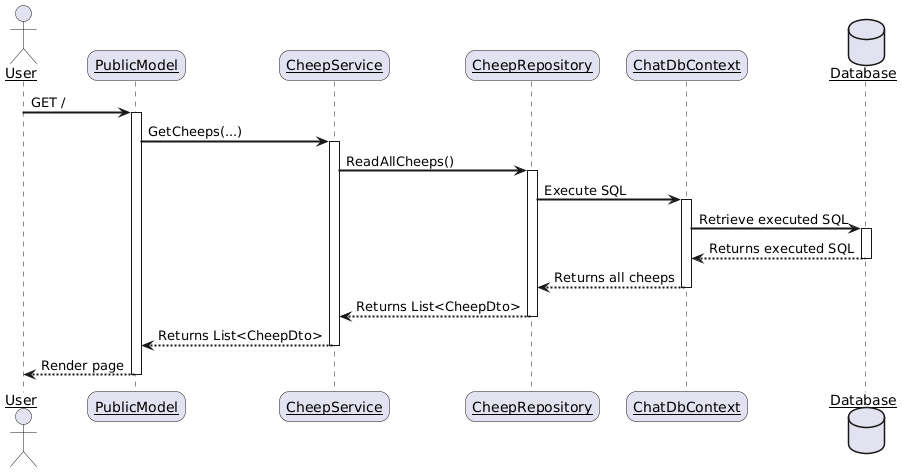 User
PublicModel
CheepService
CheepRepository
ChatDbContext
Database
GET /
GetCheeps(...)
ReadAllCheeps()
Execute SQL
Retrieve executed SQL
Returns executed SQL
Returns all cheeps
Returns List<CheepDto>
Returns List<CheepDto>
Render page
User
PublicModel
CheepService
CheepRepository
ChatDbContext
Database